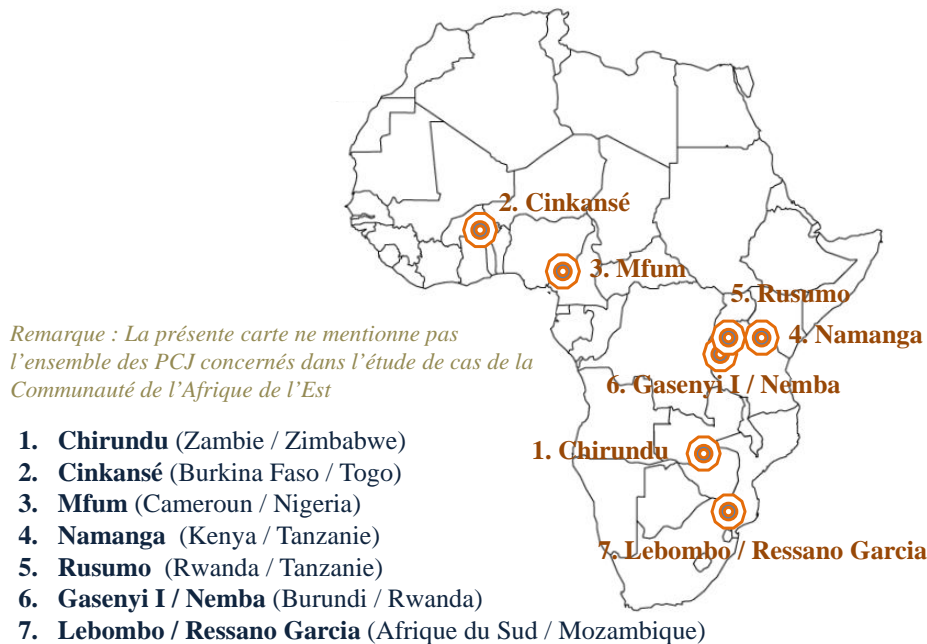 2. Cinkansé
3. Mfum
5. Rusumo
4. Namanga
Remarque : La présente carte ne mentionne pas
l’ensemble des PCJ concernés dans l’étude de cas de la
Communauté de l’Afrique de l’Est
6. Gasenyi I / Nemba
1. Chirundu
7. Lebombo / Ressano Garcia
1. Chirundu (Zambie / Zimbabwe)
2. Cinkansé (Burkina Faso / Togo)
3. Mfum (Cameroun / Nigeria)
4. Namanga (Kenya / Tanzanie)
5. Rusumo (Rwanda / Tanzanie)
6. Gasenyi I / Nemba (Burundi / Rwanda)
7. Lebombo / Ressano Garcia (Afrique du Sud / Mozambique)